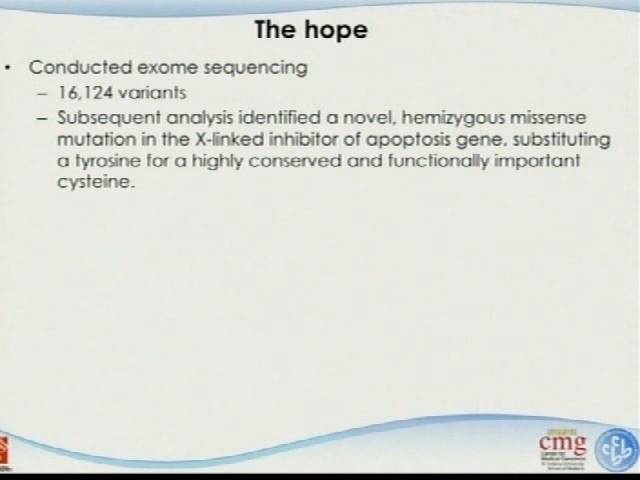 The hope
• Conducted exome sequencing
– 16,124 variants
– Subsequent analysis identified a novel, hemizygous missense
mutation in the X-linked inhibitor of apoptosis gene, substituting
a tyrosine for a highly conserved and functionally important
cysteine.
cmg